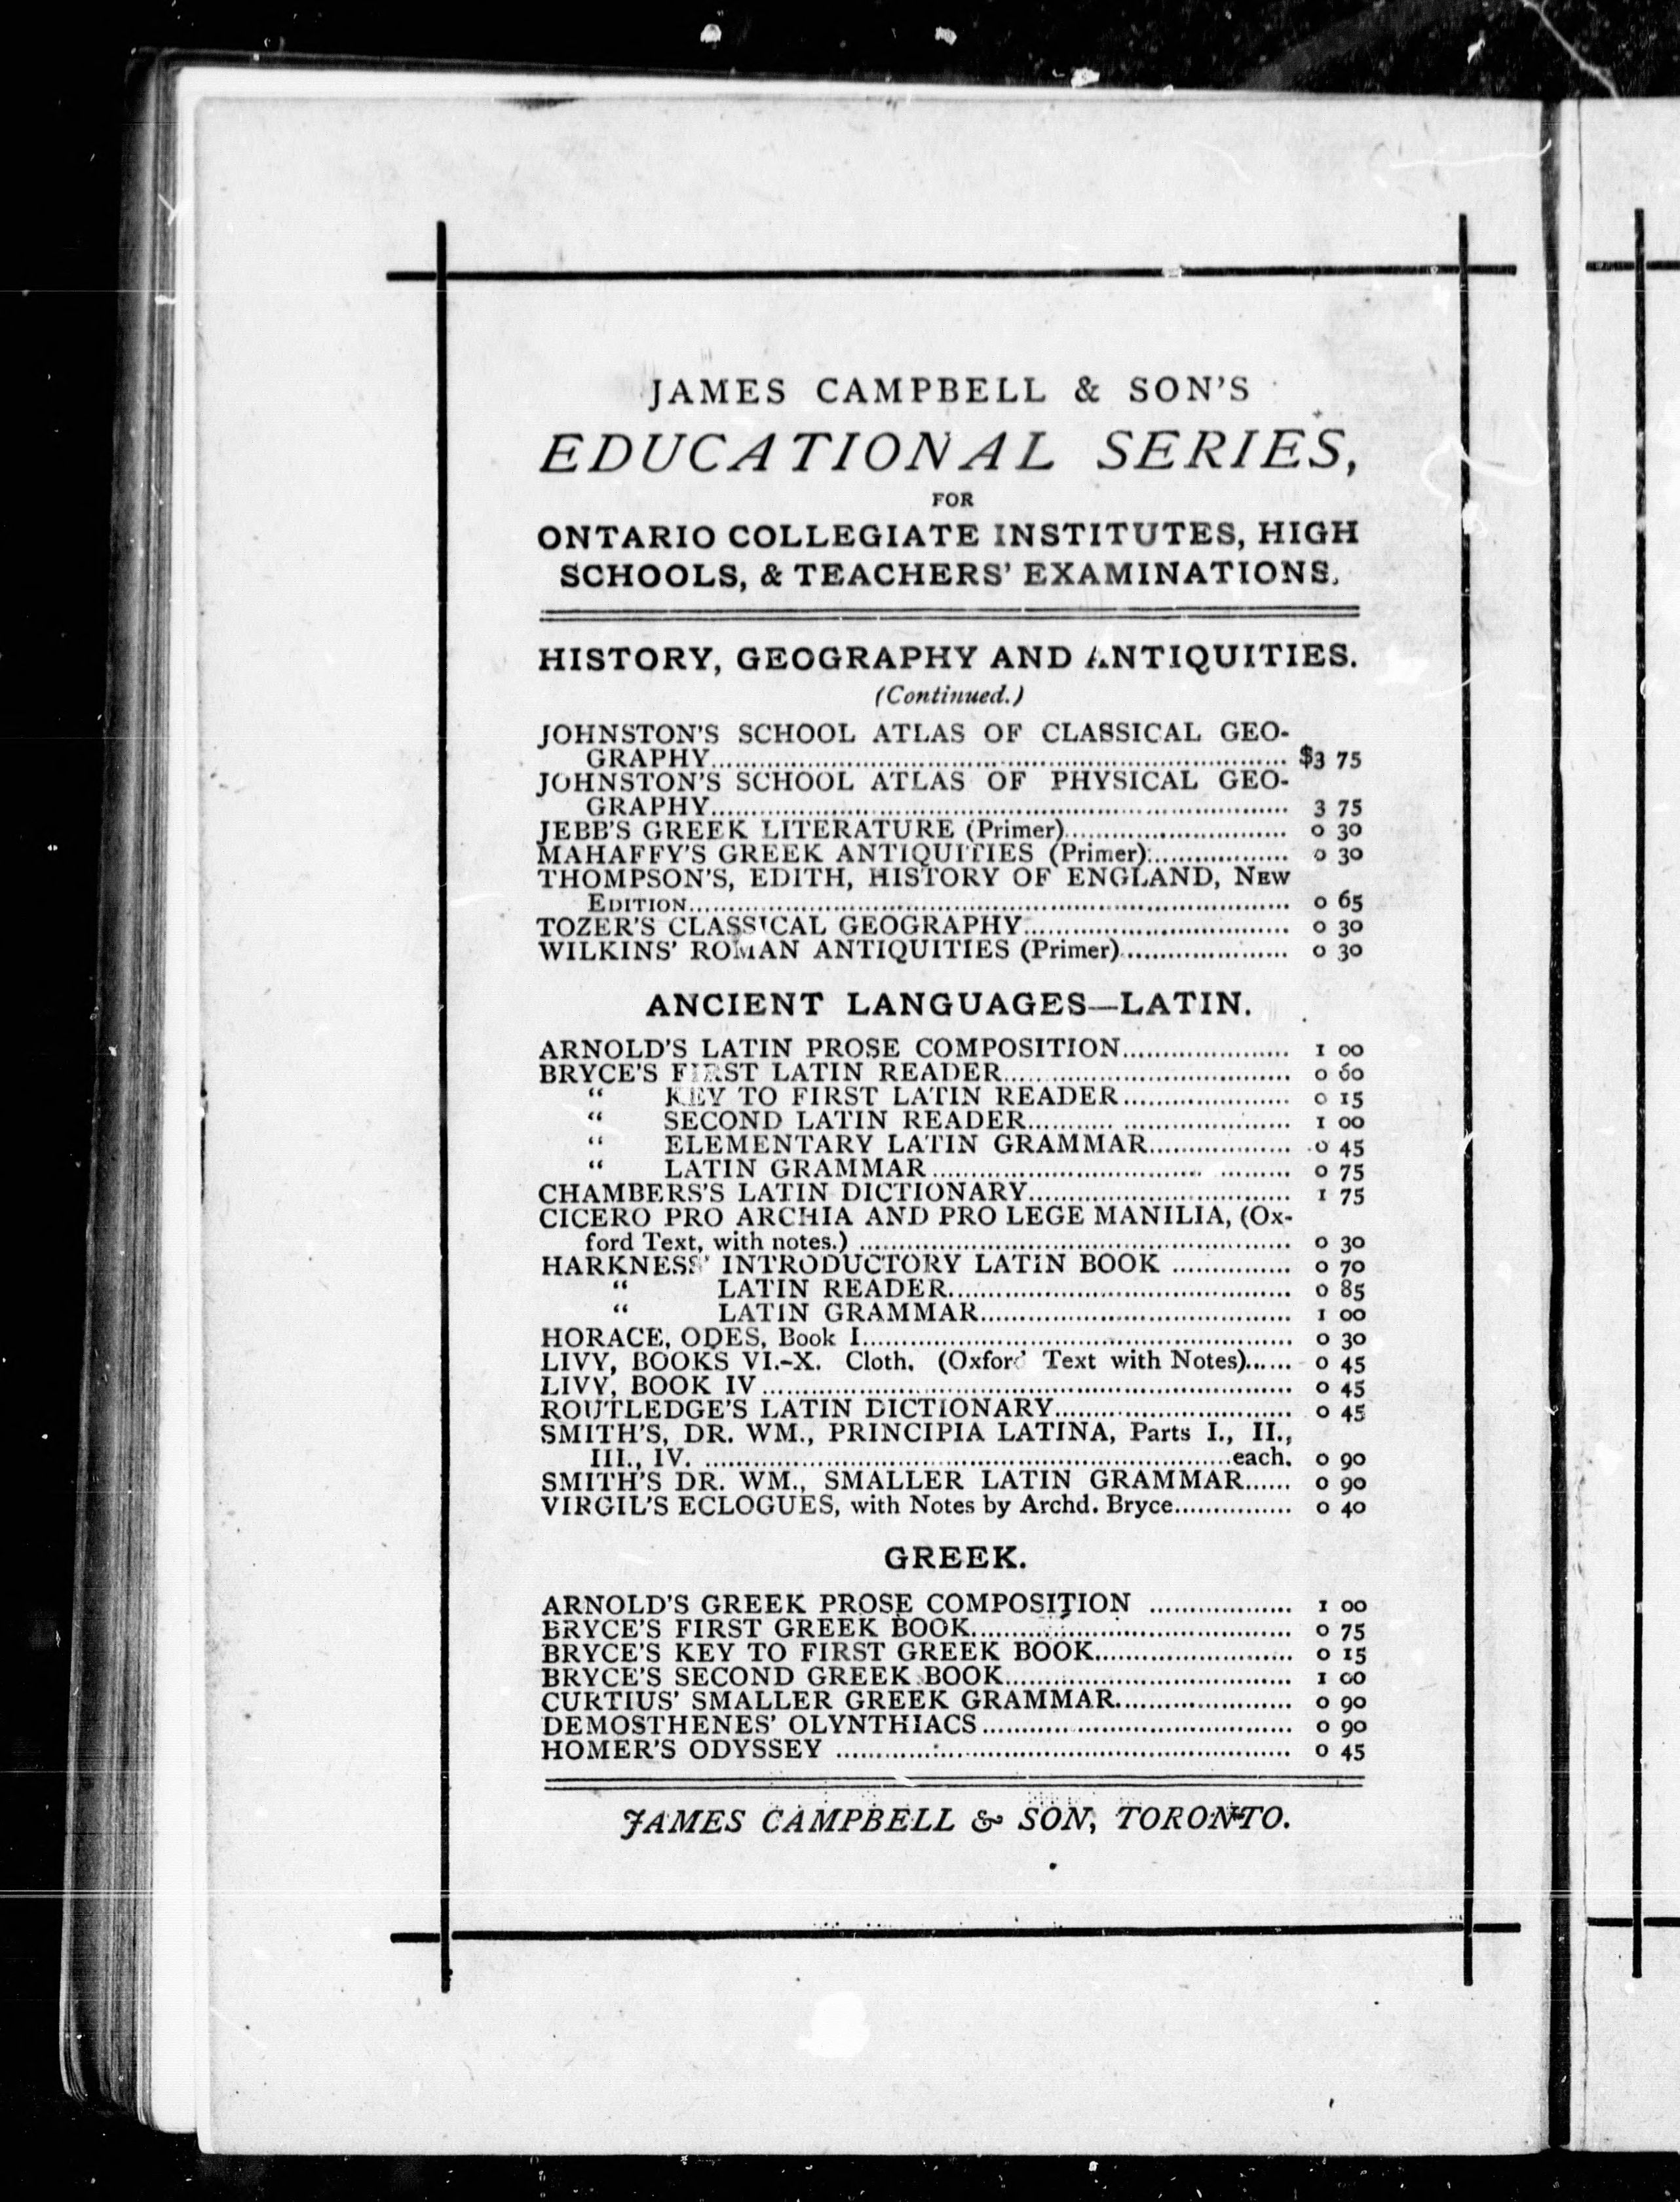 JAMES CAMPBELL & SON'S
EDUCATIONAL SERIES,
FOR
ONTARIO COLLEGIATE INSTITUTES, HIGH
SCHOOLS, & TEACHERS' EXAMINATIONS.
HISTORY, GEOGRAPHY AND ANTIQUITIES.
(Continued.)
JOHNSTON'S SCHOOL ATLAS OF CLASSICAL GEO-
GRAPHY........ $3 75
JOHNSTON'S SCHOOL ATLAS OF PHYSICAL GEO-
GRAPHY........ 3 75
JEBB'S GREEK LITERATURE (Primer)........ 0 30
MAHAFFY'S GREEK ANTIQUITIES (Primer)........ 0 30
THOMPSON'S, EDITH, HISTORY OF ENGLAND, NEW
EDITION........ 0 65
TOZER'S CLASSICAL GEOGRAPHY........ 0 30
WILKINS' ROMAN ANTIQUITIES (Primer)........ 0 30
ANCIENT LANGUAGES—LATIN.
ARNOLD'S LATIN PROSE COMPOSITION........ 1 00
BRYCE'S FIRST LATIN READER........ 0 60
" KEY TO FIRST LATIN READER........ 0 15
" SECOND LATIN READER........ 1 00
" ELEMENTARY LATIN GRAMMAR........ 0 45
" LATIN GRAMMAR........ 0 75
CHAMBERS'S LATIN DICTIONARY........ 1 75
CICERO PRO ARCHIA AND PRO LEGE MANILIA, (Ox-
ford Text, with notes.) ........ 0 30
HARKNESS' INTRODUCTORY LATIN BOOK ........ 0 70
" LATIN READER........ 0 85
" LATIN GRAMMAR........ 1 00
HORACE, ODES, Book I........ 0 30
LIVY, BOOKS VI.-X. Cloth. (Oxford Text with Notes)...... 0 45
LIVY, BOOK IV........ 0 45
ROUTLEDGE'S LATIN DICTIONARY........ 0 45
SMITH'S, DR. WM., PRINCIPIA LATINA, Parts I., II.,
III., IV. ........each. 0 90
SMITH'S DR. WM., SMALLER LATIN GRAMMAR...... 0 90
VIRGIL'S ECLOGUES, with Notes by Archd. Bryce........ 0 40
GREEK.
ARNOLD'S GREEK PROSE COMPOSITION ........ 1 00
BRYCE'S FIRST GREEK BOOK........ 0 75
BRYCE'S KEY TO FIRST GREEK BOOK........ 0 15
BRYCE'S SECOND GREEK BOOK........ 1 00
CURTIUS' SMALLER GREEK GRAMMAR........ 0 90
DEMOSTHENES' OLYNTHIACS........ 0 90
HOMER'S ODYSSEY ........ 0 45
JAMES CAMPBELL & SON, TORONTO.